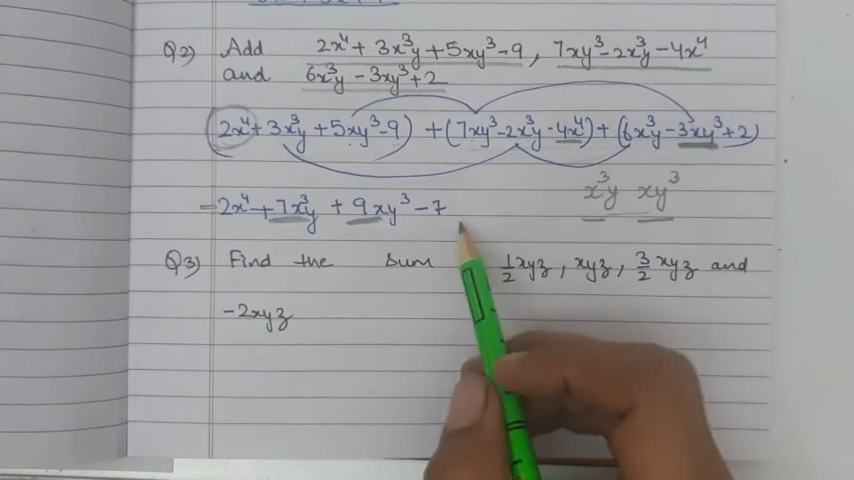 Q2) Add 2x⁴ + 3x³y + 5xy³ - 9 , 7xy³ - 2x³y - 4x⁴
and 6x³y - 3xy³ + 2
(2x⁴ + 3x³y + 5xy³ - 9) + (7xy³ - 2x³y - 4x⁴) + (6x³y - 3xy³ + 2)
x³y xy³
- 2x⁴ + 7x³y + 9xy³ - 7
Q3) Find the sum 1/2 xyz , xyz , 3/2 xyz and
-2xyz